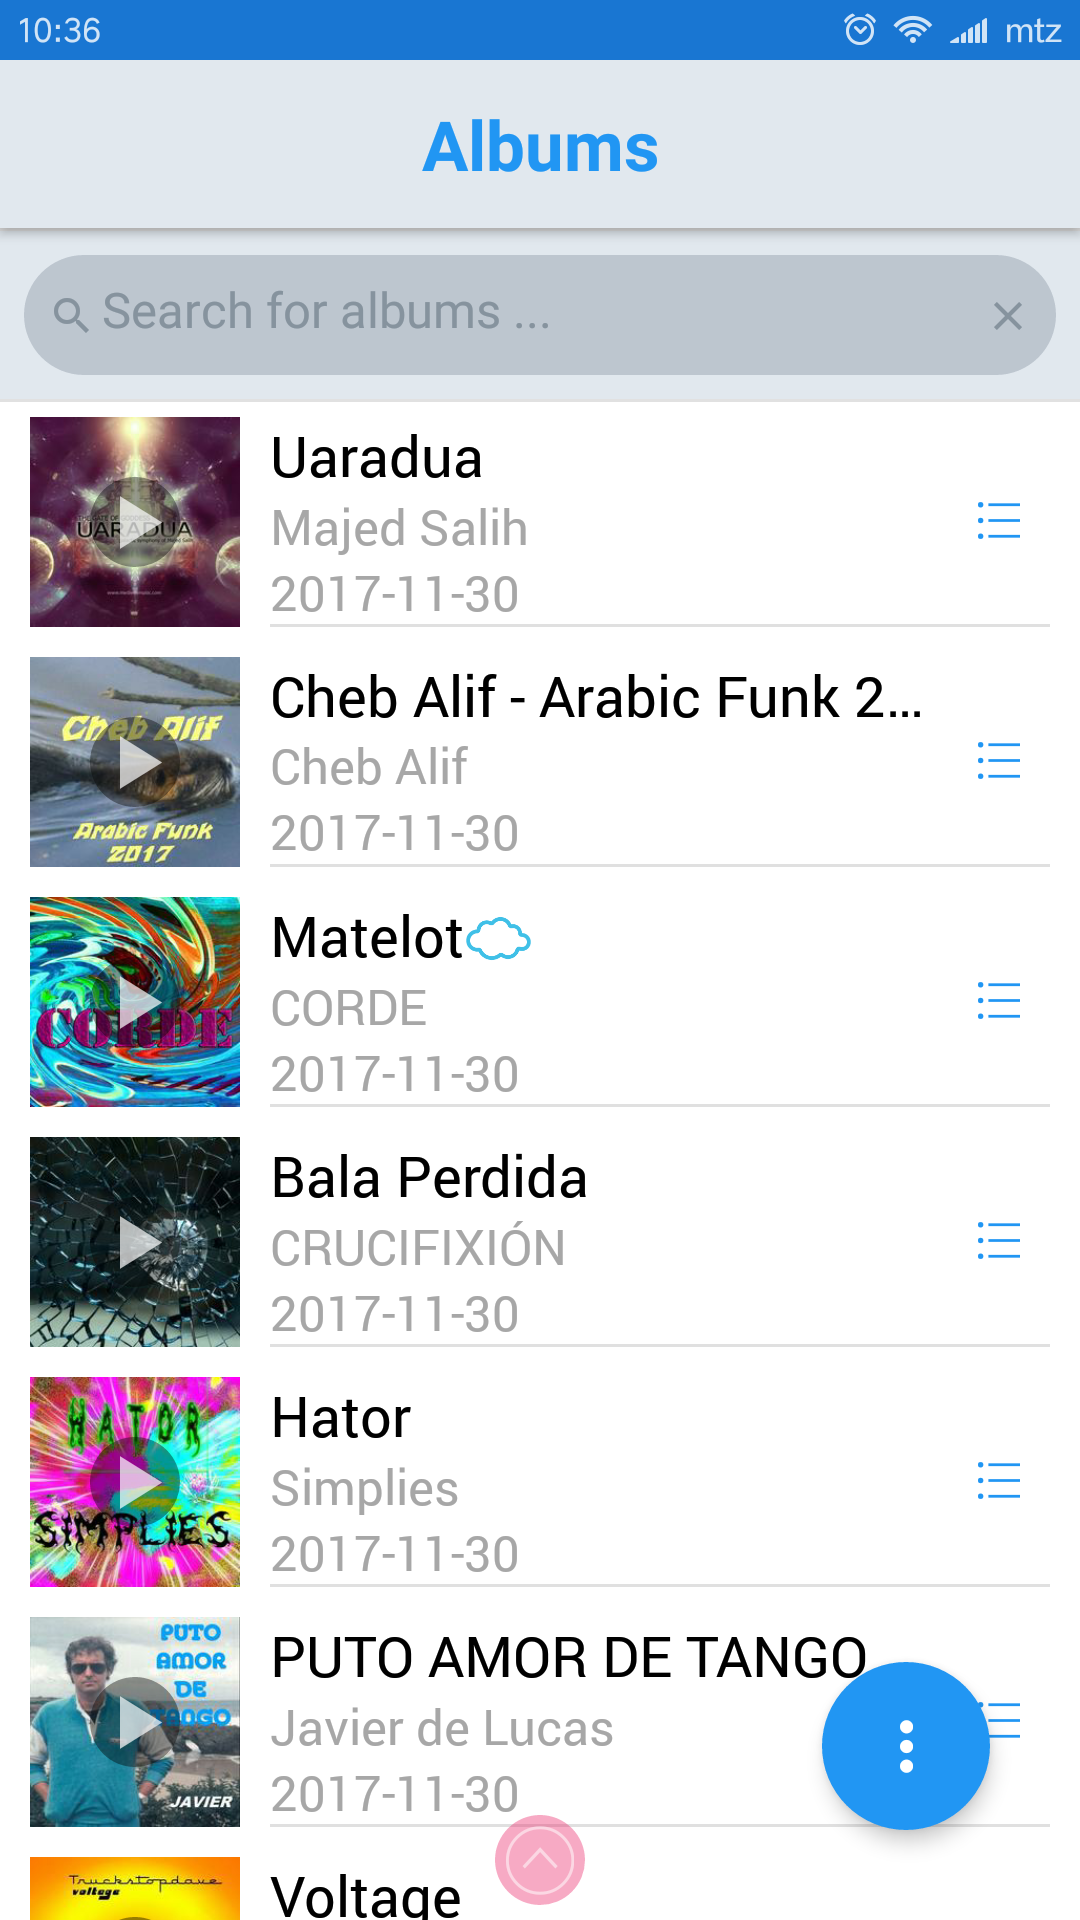 10:36
mtz
Albums
Search for albums ...
UARADUA
Uaradua
Majed Salih
2017-11-30
Cheb Alif
Arabic Funk
2017
Cheb Alif - Arabic Funk 2...
Cheb Alif
2017-11-30
CORDE
Matelot
CORDE
2017-11-30
Bala Perdida
CRUCIFIXIÓN
2017-11-30
HATOR
SIMPLIES
Hator
Simplies
2017-11-30
PUTO
AMOR
DE
TANGO
JAVIER
PUTO AMOR DE TANGO
Javier de Lucas
2017-11-30
Truckstopdave
voltage
Voltage